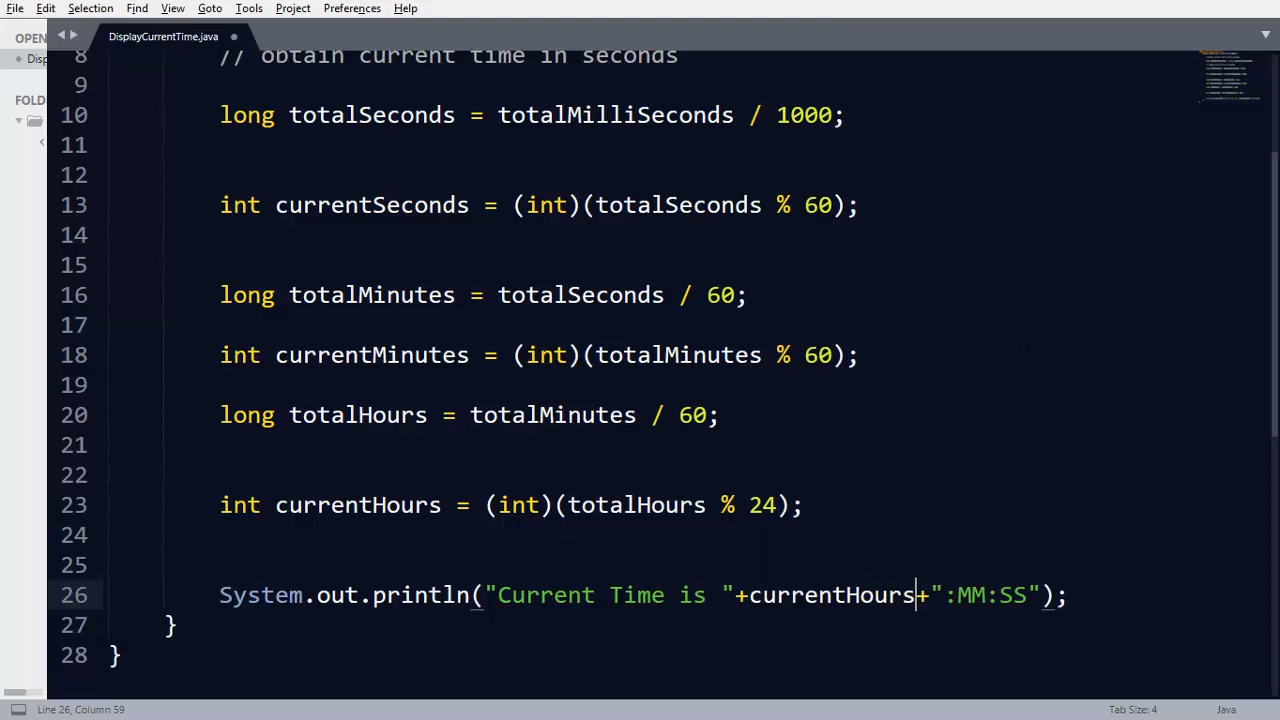 File Edit Selection Find View Goto Tools Project Preferences Help
OPEN
DisplayCurrentTime.java
Disp
FOLD
8 // obtain current time in seconds
9
10 long totalSeconds = totalMilliSeconds / 1000;
11
12
13 int currentSeconds = (int)(totalSeconds % 60);
14
15
16 long totalMinutes = totalSeconds / 60;
17
18 int currentMinutes = (int)(totalMinutes % 60);
19
20 long totalHours = totalMinutes / 60;
21
22
23 int currentHours = (int)(totalHours % 24);
24
25
26 System.out.println("Current Time is "+currentHours+":MM:SS");
27 }
28 }
Line 26, Column 59 Tab Size: 4 Java